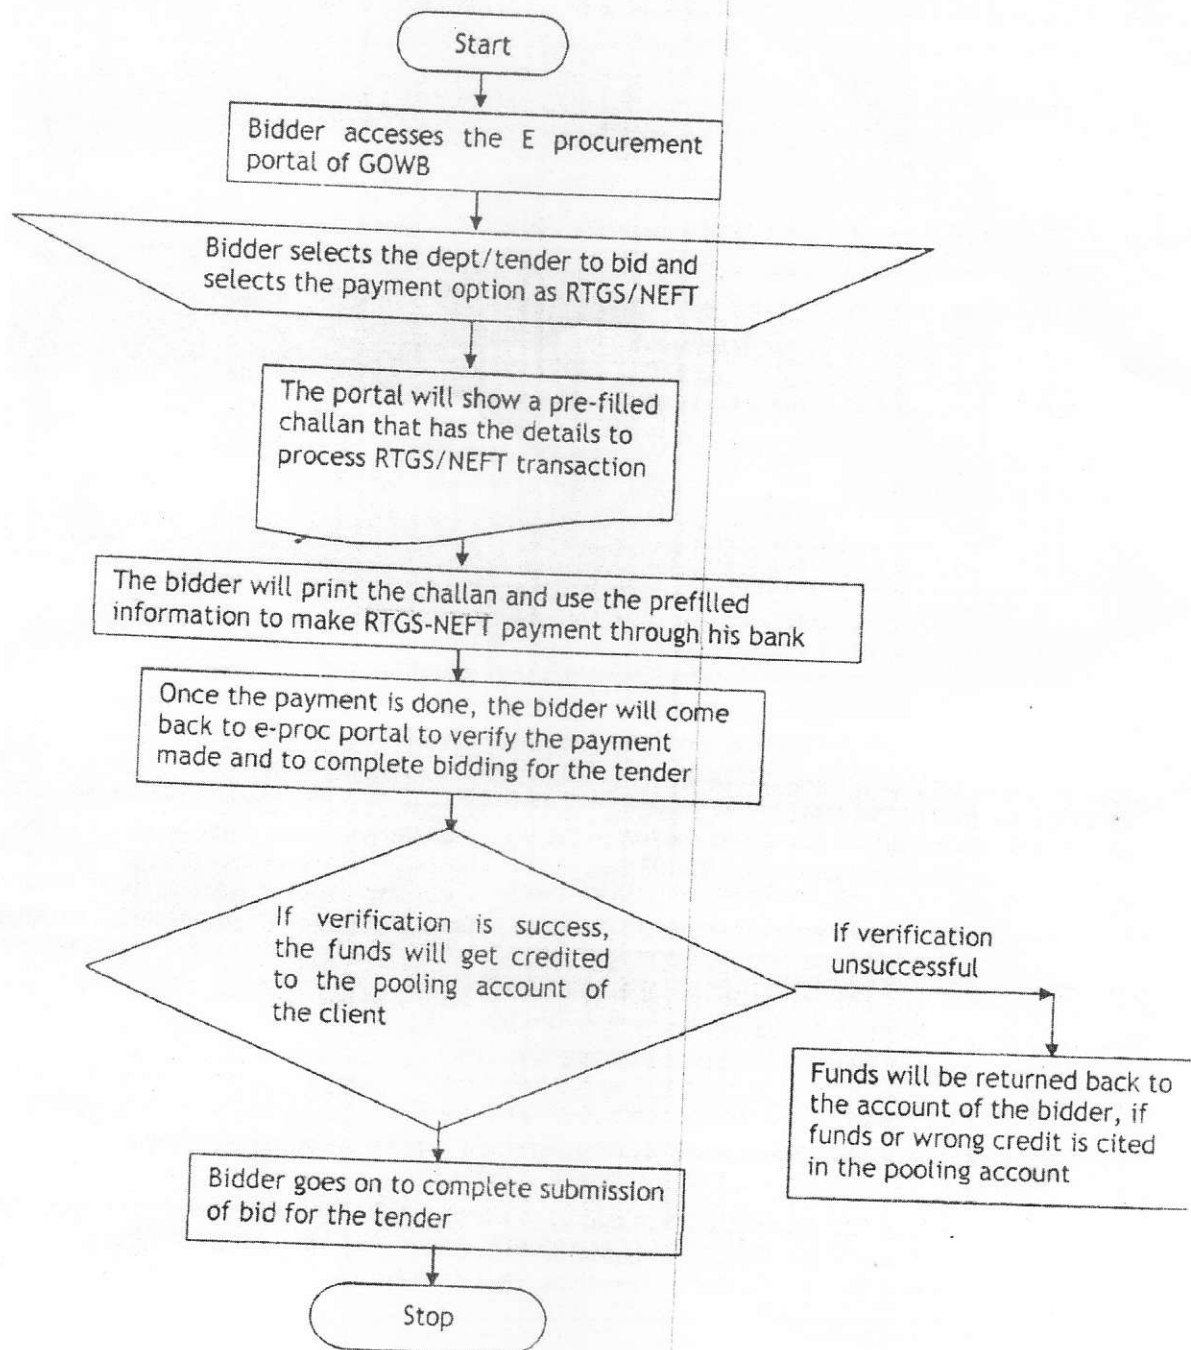 Start
Bidder accesses the E procurement
portal of GOWB
Bidder selects the dept/tender to bid and
selects the payment option as RTGS/NEFT
The portal will show a pre-filled
challan that has the details to
process RTGS/NEFT transaction
The bidder will print the challan and use the prefilled
information to make RTGS-NEFT payment through his bank
Once the payment is done, the bidder will come
back to e-proc portal to verify the payment
made and to complete bidding for the tender
If verification is success,
the funds will get credited
to the pooling account of
the client
If verification
unsuccessful
Funds will be returned back to
the account of the bidder, if
funds or wrong credit is cited
in the pooling account
Bidder goes on to complete submission
of bid for the tender
Stop